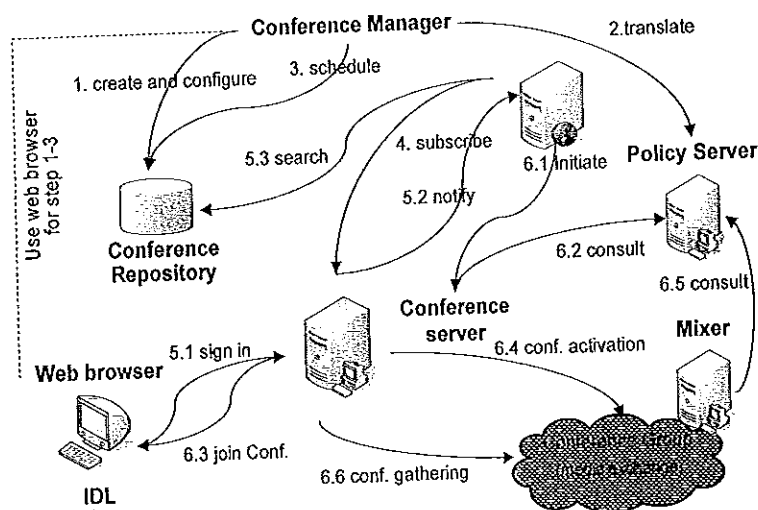 Conference Manager
2.translate
1. create and configure
3. schedule
Use web browser
for step 1-3
5.3 search
4. subscribe
6.1 initiate
Policy Server
5.2 notify
Conference
Repository
6.2 consult
6.5 consult
Conference
server
Mixer
5.1 sign in
6.4 conf. activation
Web browser
6.3 join Conf.
6.6 conf. gathering
Conference Group
IDL